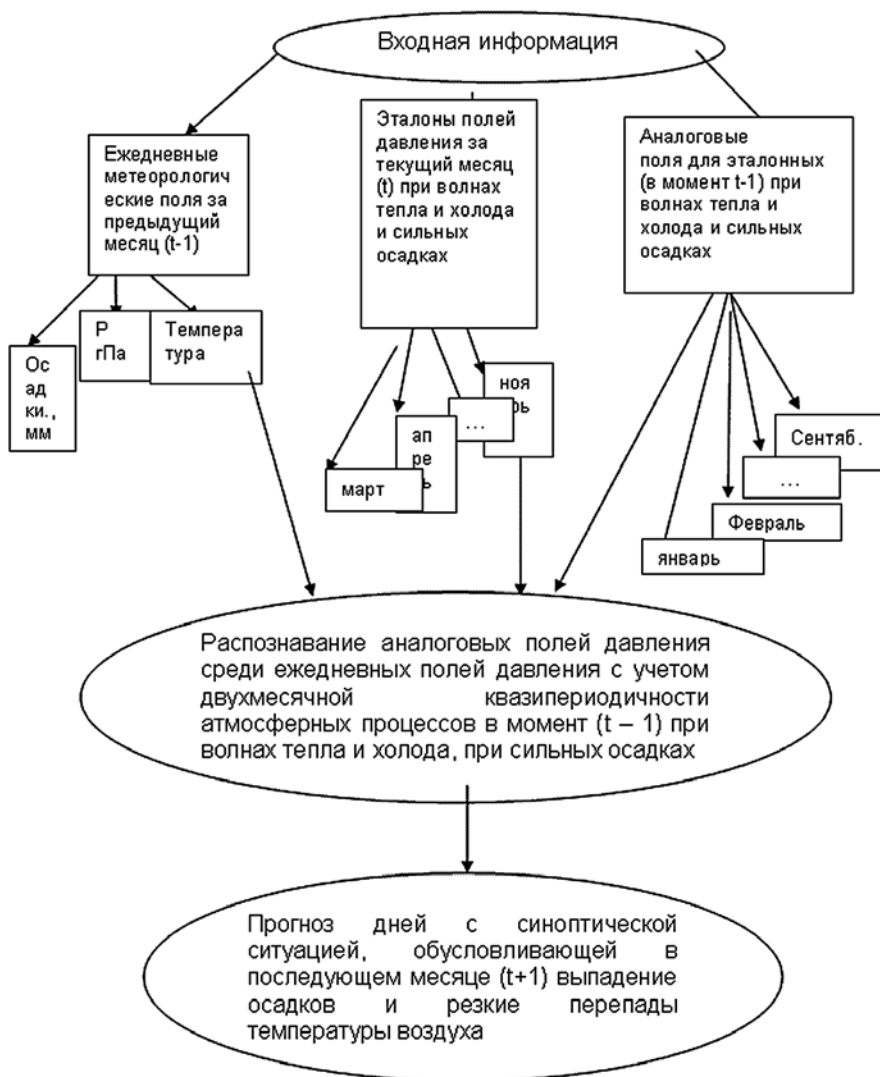 Входная информация
Ежедневные
метеорологич
еские поля за
предыдущий
месяц (t-1)
Эталоны полей
давления за
текущий месяц
(t) при волнах
тепла и холода
и сильных
осадках
Аналоговые
поля для эталонных
(в момент t-1) при
волнах тепла и
холода и сильных
осадках
Ос
ад
ки.,
мм
Р
гПа
Темпера
тура
март
ап
ре
ь
...
ноя
рь
январь
Февраль
...
Сентяб.
Распознавание аналоговых полей давления
среди ежедневных полей давления с учетом
двухмесячной квазипериодичности
атмосферных процессов в момент (t – 1) при
волнах тепла и холода, при сильных осадках
Прогноз дней с синоптической
ситуацией, обусловливающей в
последующем месяце (t+1) выпадение
осадков и резкие перепады
температуры воздуха